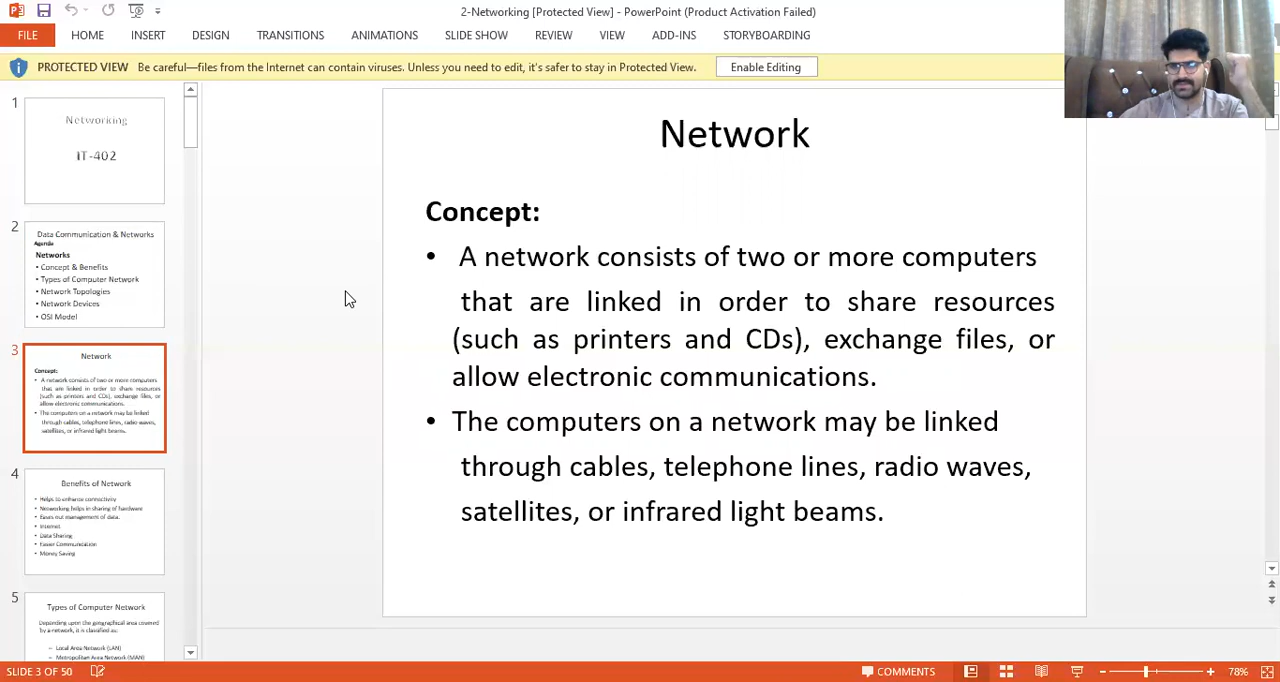 2-Networking [Protected View] - PowerPoint (Product Activation Failed)
FILE HOME INSERT DESIGN TRANSITIONS ANIMATIONS SLIDE SHOW REVIEW VIEW ADD-INS STORYBOARDING
PROTECTED VIEW Be careful—files from the Internet can contain viruses. Unless you need to edit, it's safer to stay in Protected View. Enable Editing
1
Networking
IT-402
2
Data Communication & Networks
Agenda
Networks
• Concept & Benefits
• Types of Computer Network
• Network Topologies
• Network Devices
• OSI Model
3
Network
Concept:
• A network consists of two or more computers
that are linked in order to share resources
(such as printers and CDs), exchange files, or
allow electronic communications.
• The computers on a network may be linked
through cables, telephone lines, radio waves,
satellites, or infrared light beams.
4
Benefits of Network
• Helps to enhance connectivity
• Networking helps in sharing of hardware
• Eases out management of data.
• Internet
• Data Sharing
• Easier Communication
• Money Saving
5
Types of Computer Network
Depending upon the geographical area covered
by a network, it is classified as:
– Local Area Network (LAN)
– Metropolitan Area Network (MAN)
Network
Concept:
• A network consists of two or more computers
that are linked in order to share resources
(such as printers and CDs), exchange files, or
allow electronic communications.
• The computers on a network may be linked
through cables, telephone lines, radio waves,
satellites, or infrared light beams.
SLIDE 3 OF 50 COMMENTS 78%